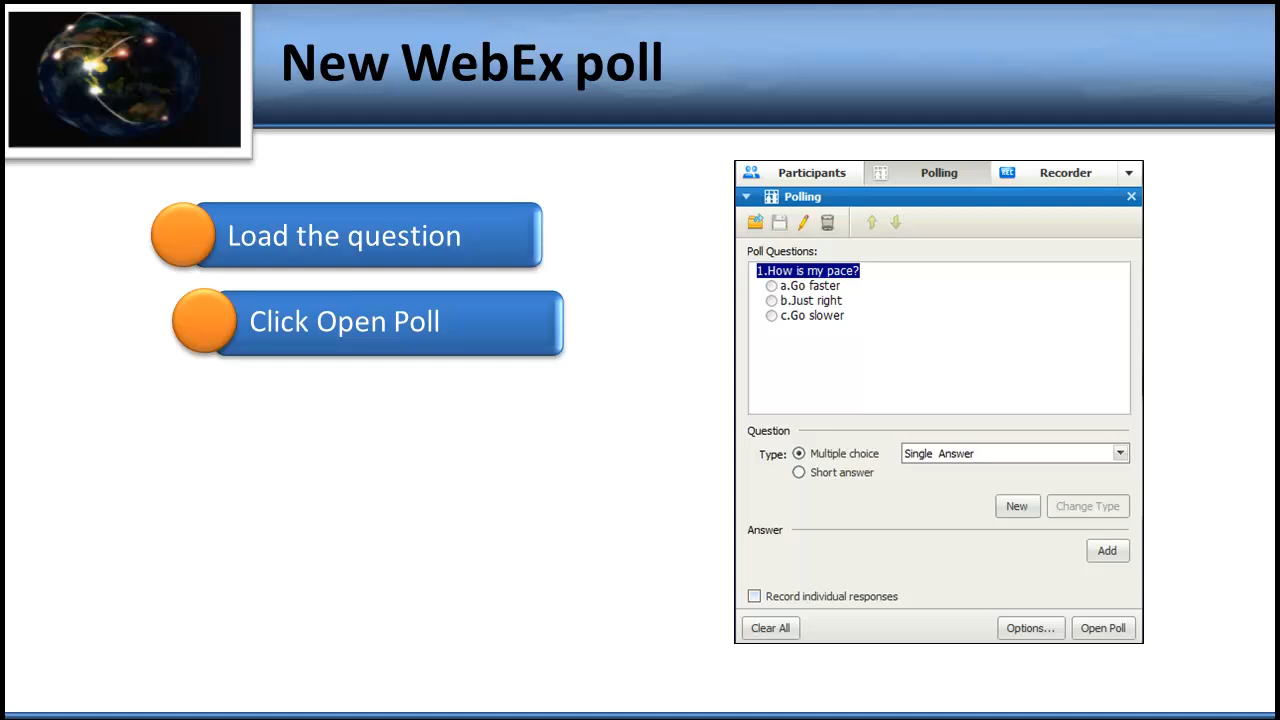 New WebEx poll
Load the question
Click Open Poll
Participants Polling REC Recorder
Polling
Poll Questions:
1.How is my pace?
a.Go faster
b.Just right
c.Go slower
Question
Type: Multiple choice Single Answer
Short answer
New Change Type
Answer
Add
Record individual responses
Clear All Options... Open Poll